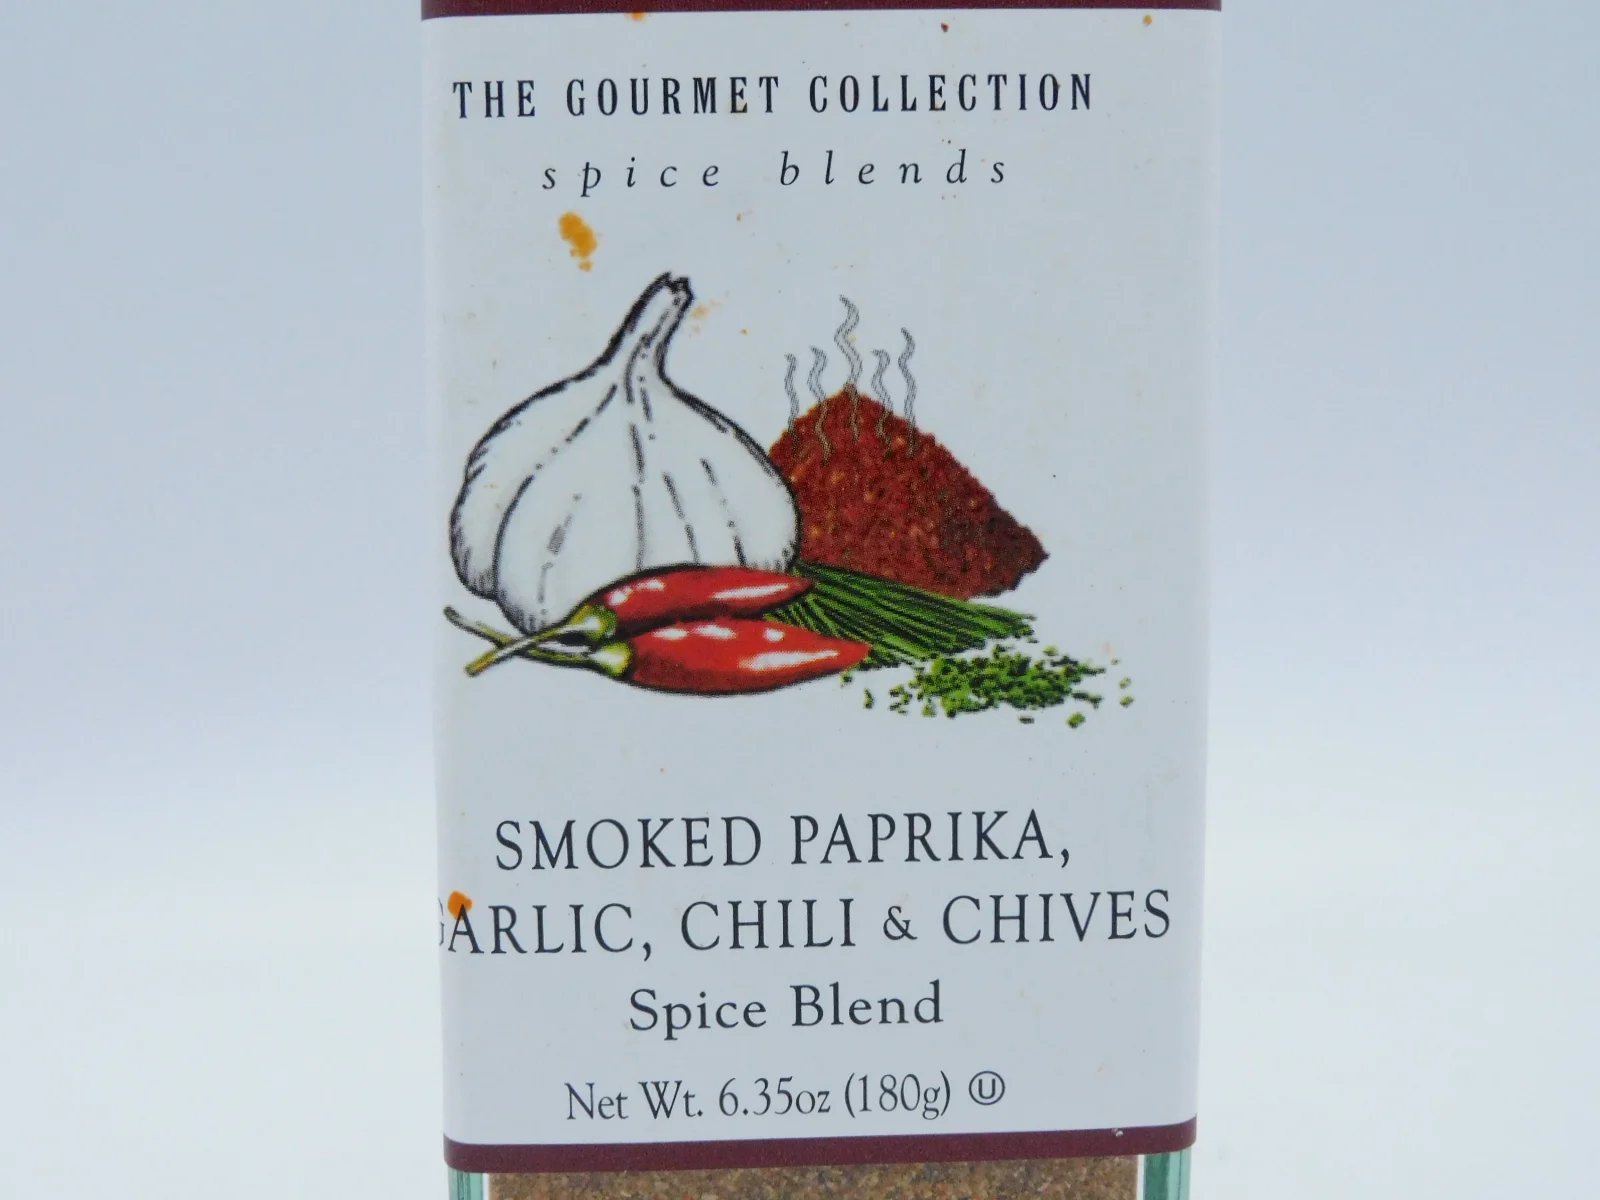 THE GOURMET COLLECTION
spice blends
SMOKED PAPRIKA,
GARLIC, CHILI & CHIVES
Spice Blend
Net Wt. 6.35oz (180g) Ⓤ